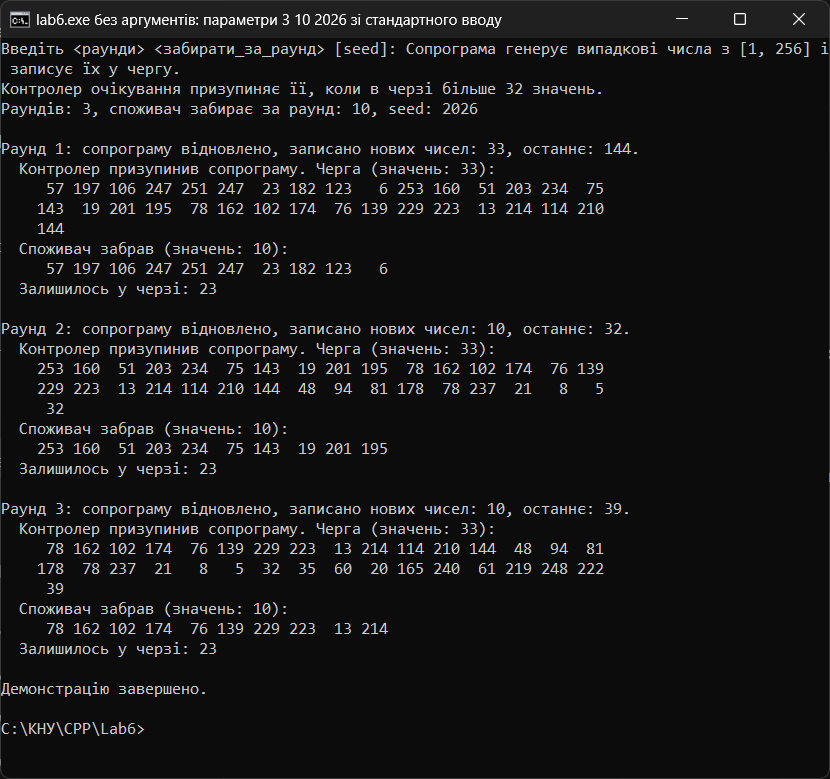 lab6.exe без аргументів: параметри 3 10 2026 зі стандартного вводу
Введіть <раунди> <забирати_за_раунд> [seed]: Сопрограма генерує випадкові числа з [1, 256] і
записує їх у чергу.
Контролер очікування призупиняє її, коли в черзі більше 32 значень.
Раундів: 3, споживач забирає за раунд: 10, seed: 2026
Раунд 1: сопрограму відновлено, записано нових чисел: 33, останнє: 144.
Контролер призупинив сопрограму. Черга (значень: 33):
57 197 106 247 251 247 23 182 123 6 253 160 51 203 234 75
143 19 201 195 78 162 102 174 76 139 229 223 13 214 114 210
144
Споживач забрав (значень: 10):
57 197 106 247 251 247 23 182 123 6
Залишилось у черзі: 23
Раунд 2: сопрограму відновлено, записано нових чисел: 10, останнє: 32.
Контролер призупинив сопрограму. Черга (значень: 33):
253 160 51 203 234 75 143 19 201 195 78 162 102 174 76 139
229 223 13 214 114 210 144 48 94 81 178 78 237 21 8 5
32
Споживач забрав (значень: 10):
253 160 51 203 234 75 143 19 201 195
Залишилось у черзі: 23
Раунд 3: сопрограму відновлено, записано нових чисел: 10, останнє: 39.
Контролер призупинив сопрограму. Черга (значень: 33):
78 162 102 174 76 139 229 223 13 214 114 210 144 48 94 81
178 78 237 21 8 5 32 35 60 20 165 240 61 219 248 222
39
Споживач забрав (значень: 10):
78 162 102 174 76 139 229 223 13 214
Залишилось у черзі: 23
Демонстрацію завершено.
C:\КНУ\CPP\Lab6>